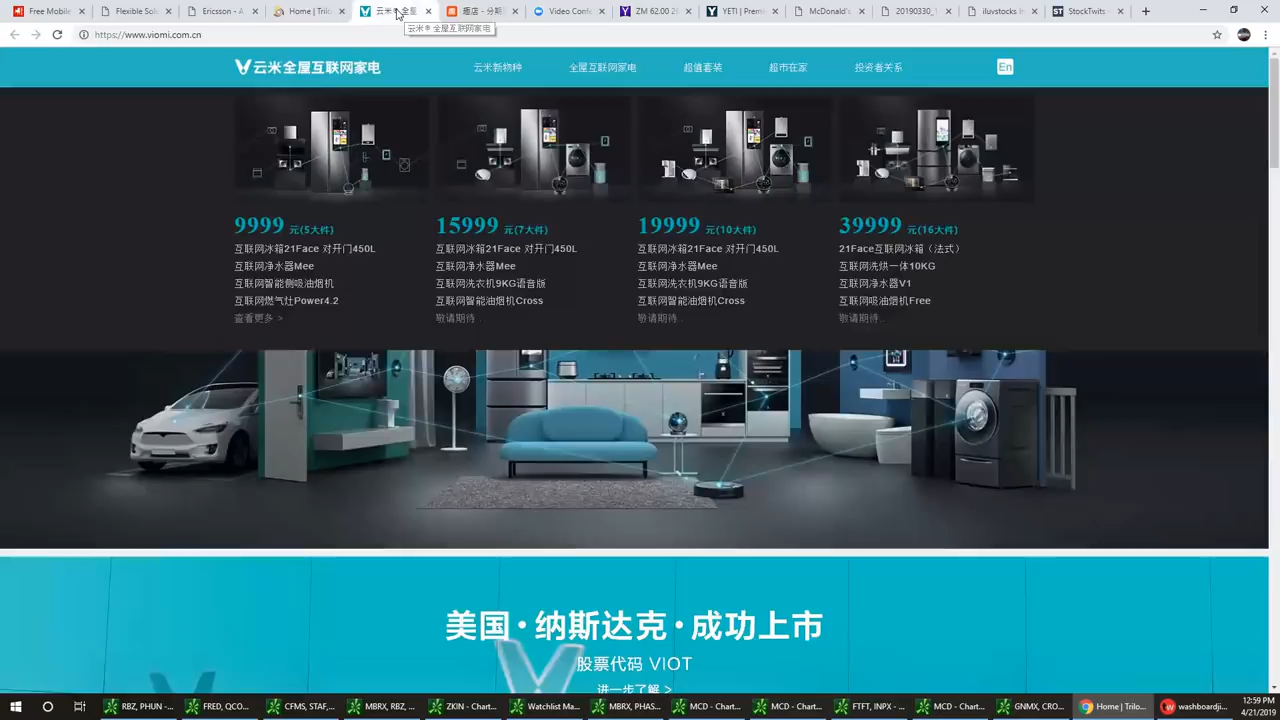 Free Mobile
Flexible Solu
Ericsson - A
Home | Trilo
云米® 全屋
趣店 - 分期
Video Confe
ZM 62.00 2
YETI | Premi
McDonald's
20190330_
iluvstocks In
StockTwits
云米® 全屋互联网家电
https://www.viomi.com.cn
云米全屋互联网家电
云米新物种
全屋互联网家电
超值套装
超市在家
投资者关系
En
9999 元(5大件)
互联网冰箱21Face 对开门450L
互联网净水器Mee
互联网智能侧吸油烟机
互联网燃气灶Power4.2
查看更多 >
15999 元(7大件)
互联网冰箱21Face 对开门450L
互联网净水器Mee
互联网洗衣机9KG语音版
互联网智能油烟机Cross
敬请期待..
19999 元(10大件)
互联网冰箱21Face 对开门450L
互联网净水器Mee
互联网洗衣机9KG语音版
互联网智能油烟机Cross
敬请期待..
39999 元(16大件)
21Face互联网冰箱（法式）
互联网洗烘一体10KG
互联网净水器V1
互联网吸油烟机Free
敬请期待..
美国·纳斯达克·成功上市
股票代码 VIOT
进一步了解 >
RBZ, PHUN -...
FRED, QCO...
CFMS, STAF,...
MBRX, RBZ, ...
ZKIN - Chart...
Watchlist Ma...
MBRX, PHAS...
MCD - Chart...
MCD - Chart...
FTFT, INPX - ...
MCD - Chart...
GNMX, CRO...
Home | Trilo...
washboardji...
12:59 PM
4/21/2019